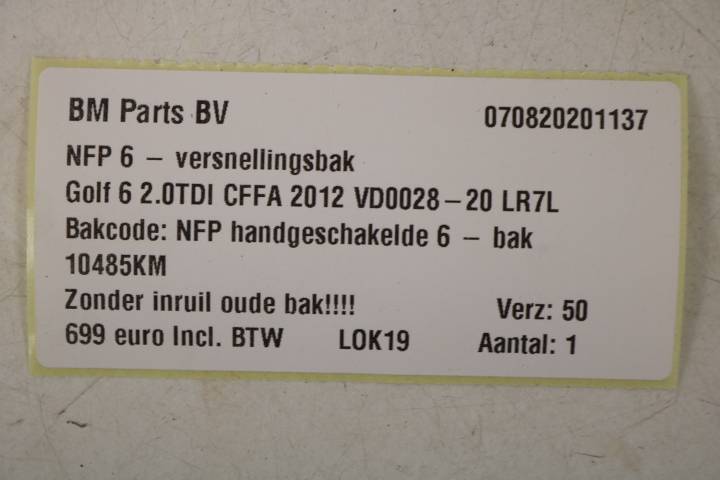 BM Parts BV 070820201137
NFP 6 – versnellingsbak
Golf 6 2.0TDI CFFA 2012 VD0028–20 LR7L
Bakcode: NFP handgeschakelde 6 – bak
10485KM
Zonder inruil oude bak!!!! Verz: 50
699 euro Incl. BTW LOK19 Aantal: 1